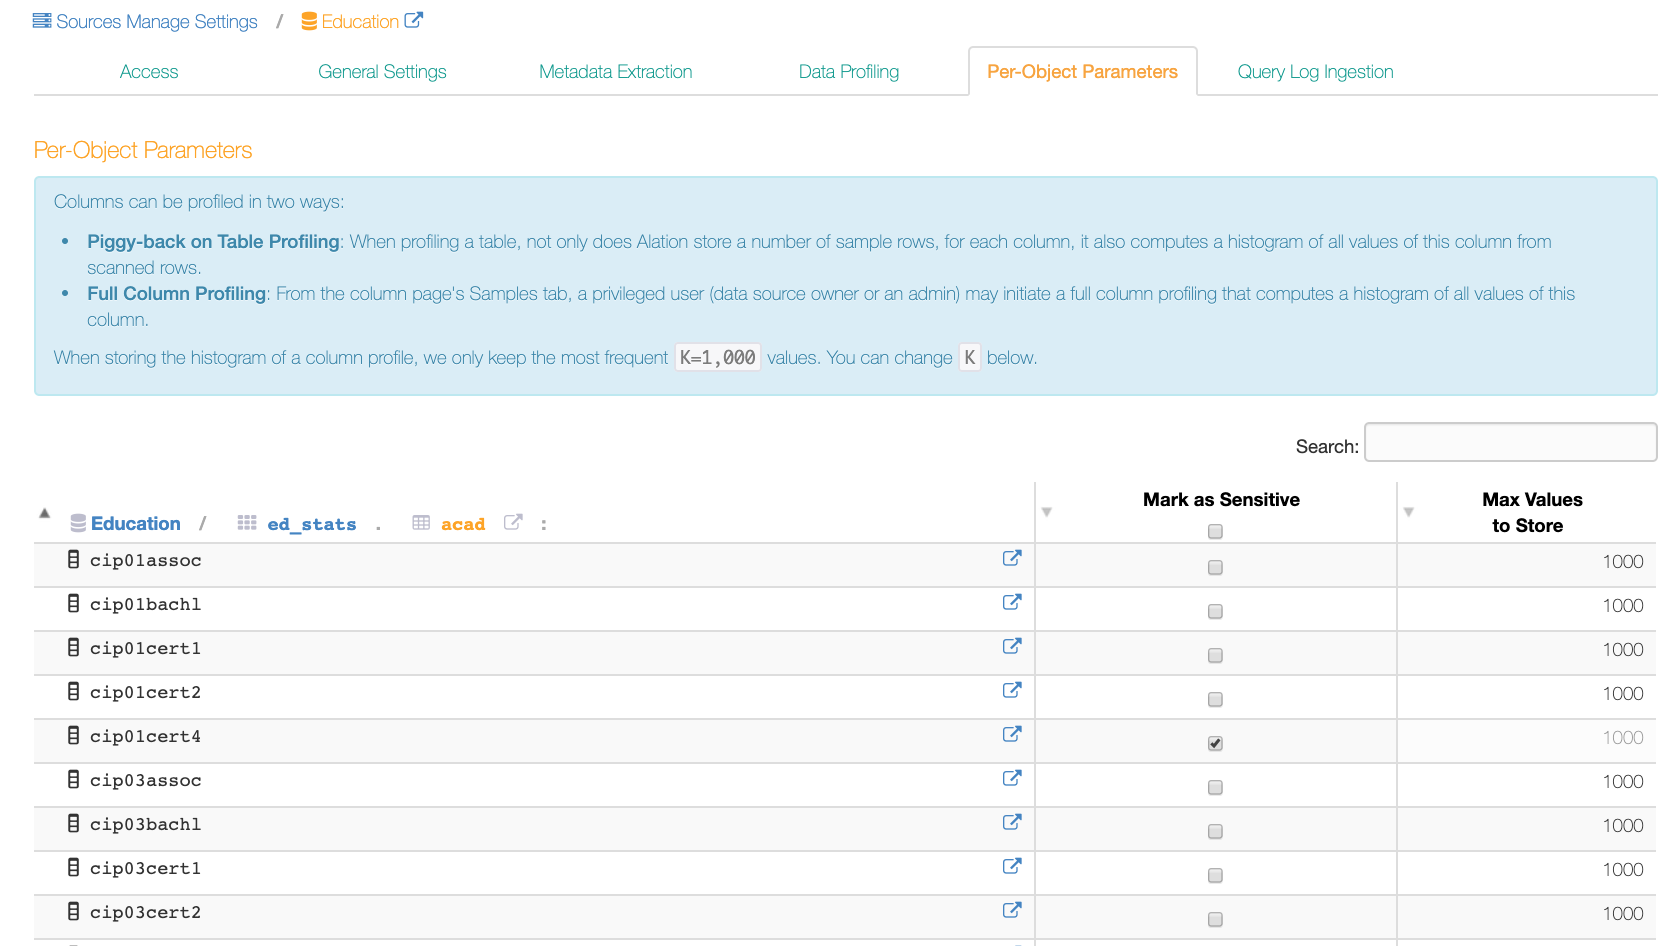 Sources Manage Settings / Education
Access General Settings Metadata Extraction Data Profiling Per-Object Parameters Query Log Ingestion
Per-Object Parameters
Columns can be profiled in two ways:
• Piggy-back on Table Profiling: When profiling a table, not only does Alation store a number of sample rows, for each column, it also computes a histogram of all values of this column from
scanned rows.
• Full Column Profiling: From the column page's Samples tab, a privileged user (data source owner or an admin) may initiate a full column profiling that computes a histogram of all values of this
column.
When storing the histogram of a column profile, we only keep the most frequent K=1,000 values. You can change K below.
Search:
Education / ed_stats . acad :
Mark as Sensitive
Max Values
to Store
cip01assoc 1000
cip01bachl 1000
cip01cert1 1000
cip01cert2 1000
cip01cert4 1000
cip03assoc 1000
cip03bachl 1000
cip03cert1 1000
cip03cert2 1000